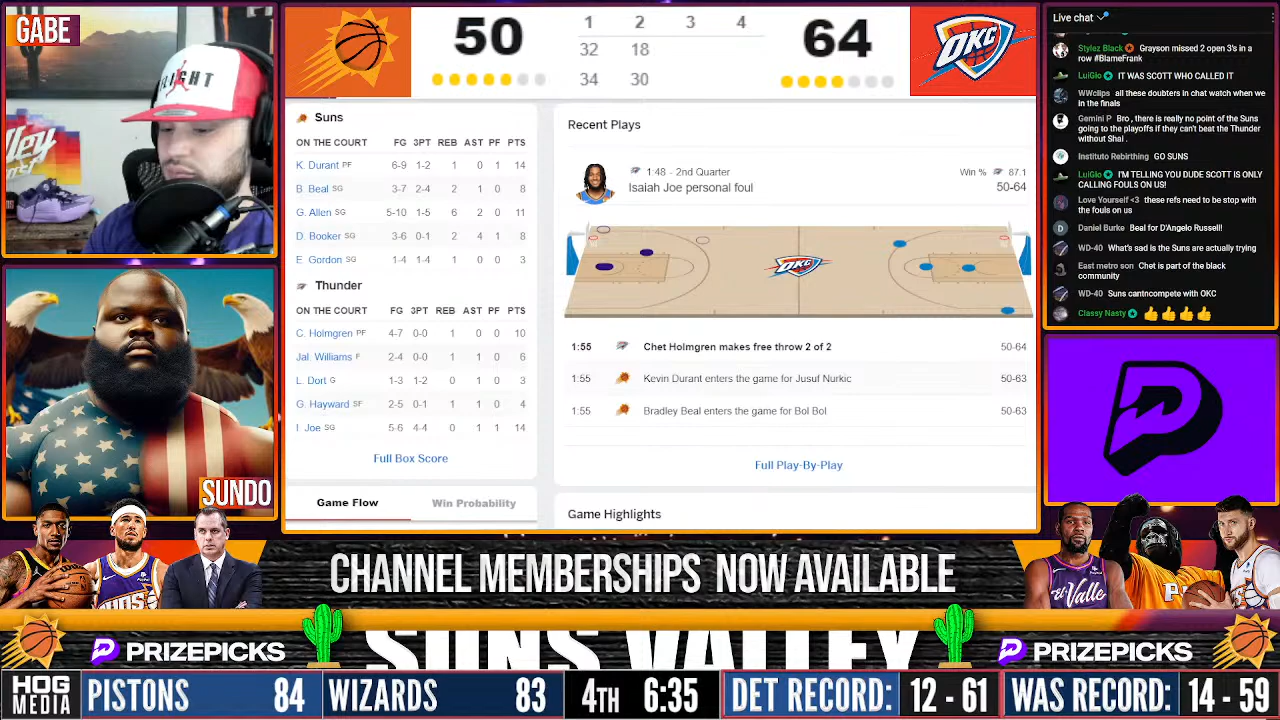 GABE
50
1 2 3 4
32 18
34 30
64
OKC
Live chat
Stylez Black Grayson missed 2 open 3's in a
row #BlameFrank
LuiGlo IT WAS SCOTT WHO CALLED IT
WWclips all these doubters in chat watch when we
in the finals
Gemini P Bro , there is really no point of the Suns
going to the playoffs if they can't beat the Thunder
without Shai .
Instituto Rebirthing GO SUNS
LuiGlo I'M TELLING YOU DUDE SCOTT IS ONLY
CALLING FOULS ON US!
Love Yourself <3 these refs need to be stop with
the fouls on us
Daniel Burke Beal for D'Angelo Russell!
WD-40 What's sad is the Suns are actually trying
East metro son Chet is part of the black
community
WD-40 Suns cantncompete with OKC
Classy Nasty 👍👍👍👍
Suns
ON THE COURT FG 3PT REB AST PF PTS
K. Durant PF 6-9 1-2 1 0 1 14
B. Beal SG 3-7 2-4 2 1 0 8
G. Allen SG 5-10 1-5 6 2 0 11
D. Booker SG 3-6 0-1 2 4 1 8
E. Gordon SG 1-4 1-4 1 0 0 3
Thunder
ON THE COURT FG 3PT REB AST PF PTS
C. Holmgren PF 4-7 0-0 1 0 0 10
Jal. Williams F 2-4 0-0 1 1 0 6
L. Dort G 1-3 1-2 0 1 0 3
G. Hayward SF 2-5 0-1 1 1 0 4
I. Joe SG 5-6 4-4 0 1 1 14
Full Box Score
Game Flow Win Probability
Recent Plays
1:48 - 2nd Quarter
Isaiah Joe personal foul
Win % 87.1
50-64
OKC
1:55 Chet Holmgren makes free throw 2 of 2 50-64
1:55 Kevin Durant enters the game for Jusuf Nurkic 50-63
1:55 Bradley Beal enters the game for Bol Bol 50-63
Full Play-By-Play
Game Highlights
SUNDO
CHANNEL MEMBERSHIPS NOW AVAILABLE
PRIZEPICKS
SUNS VALLEY
PRIZEPICKS
HOG
MEDIA
PISTONS 84 WIZARDS 83 4TH 6:35 DET RECORD: 12 - 61 WAS RECORD: 14 - 59